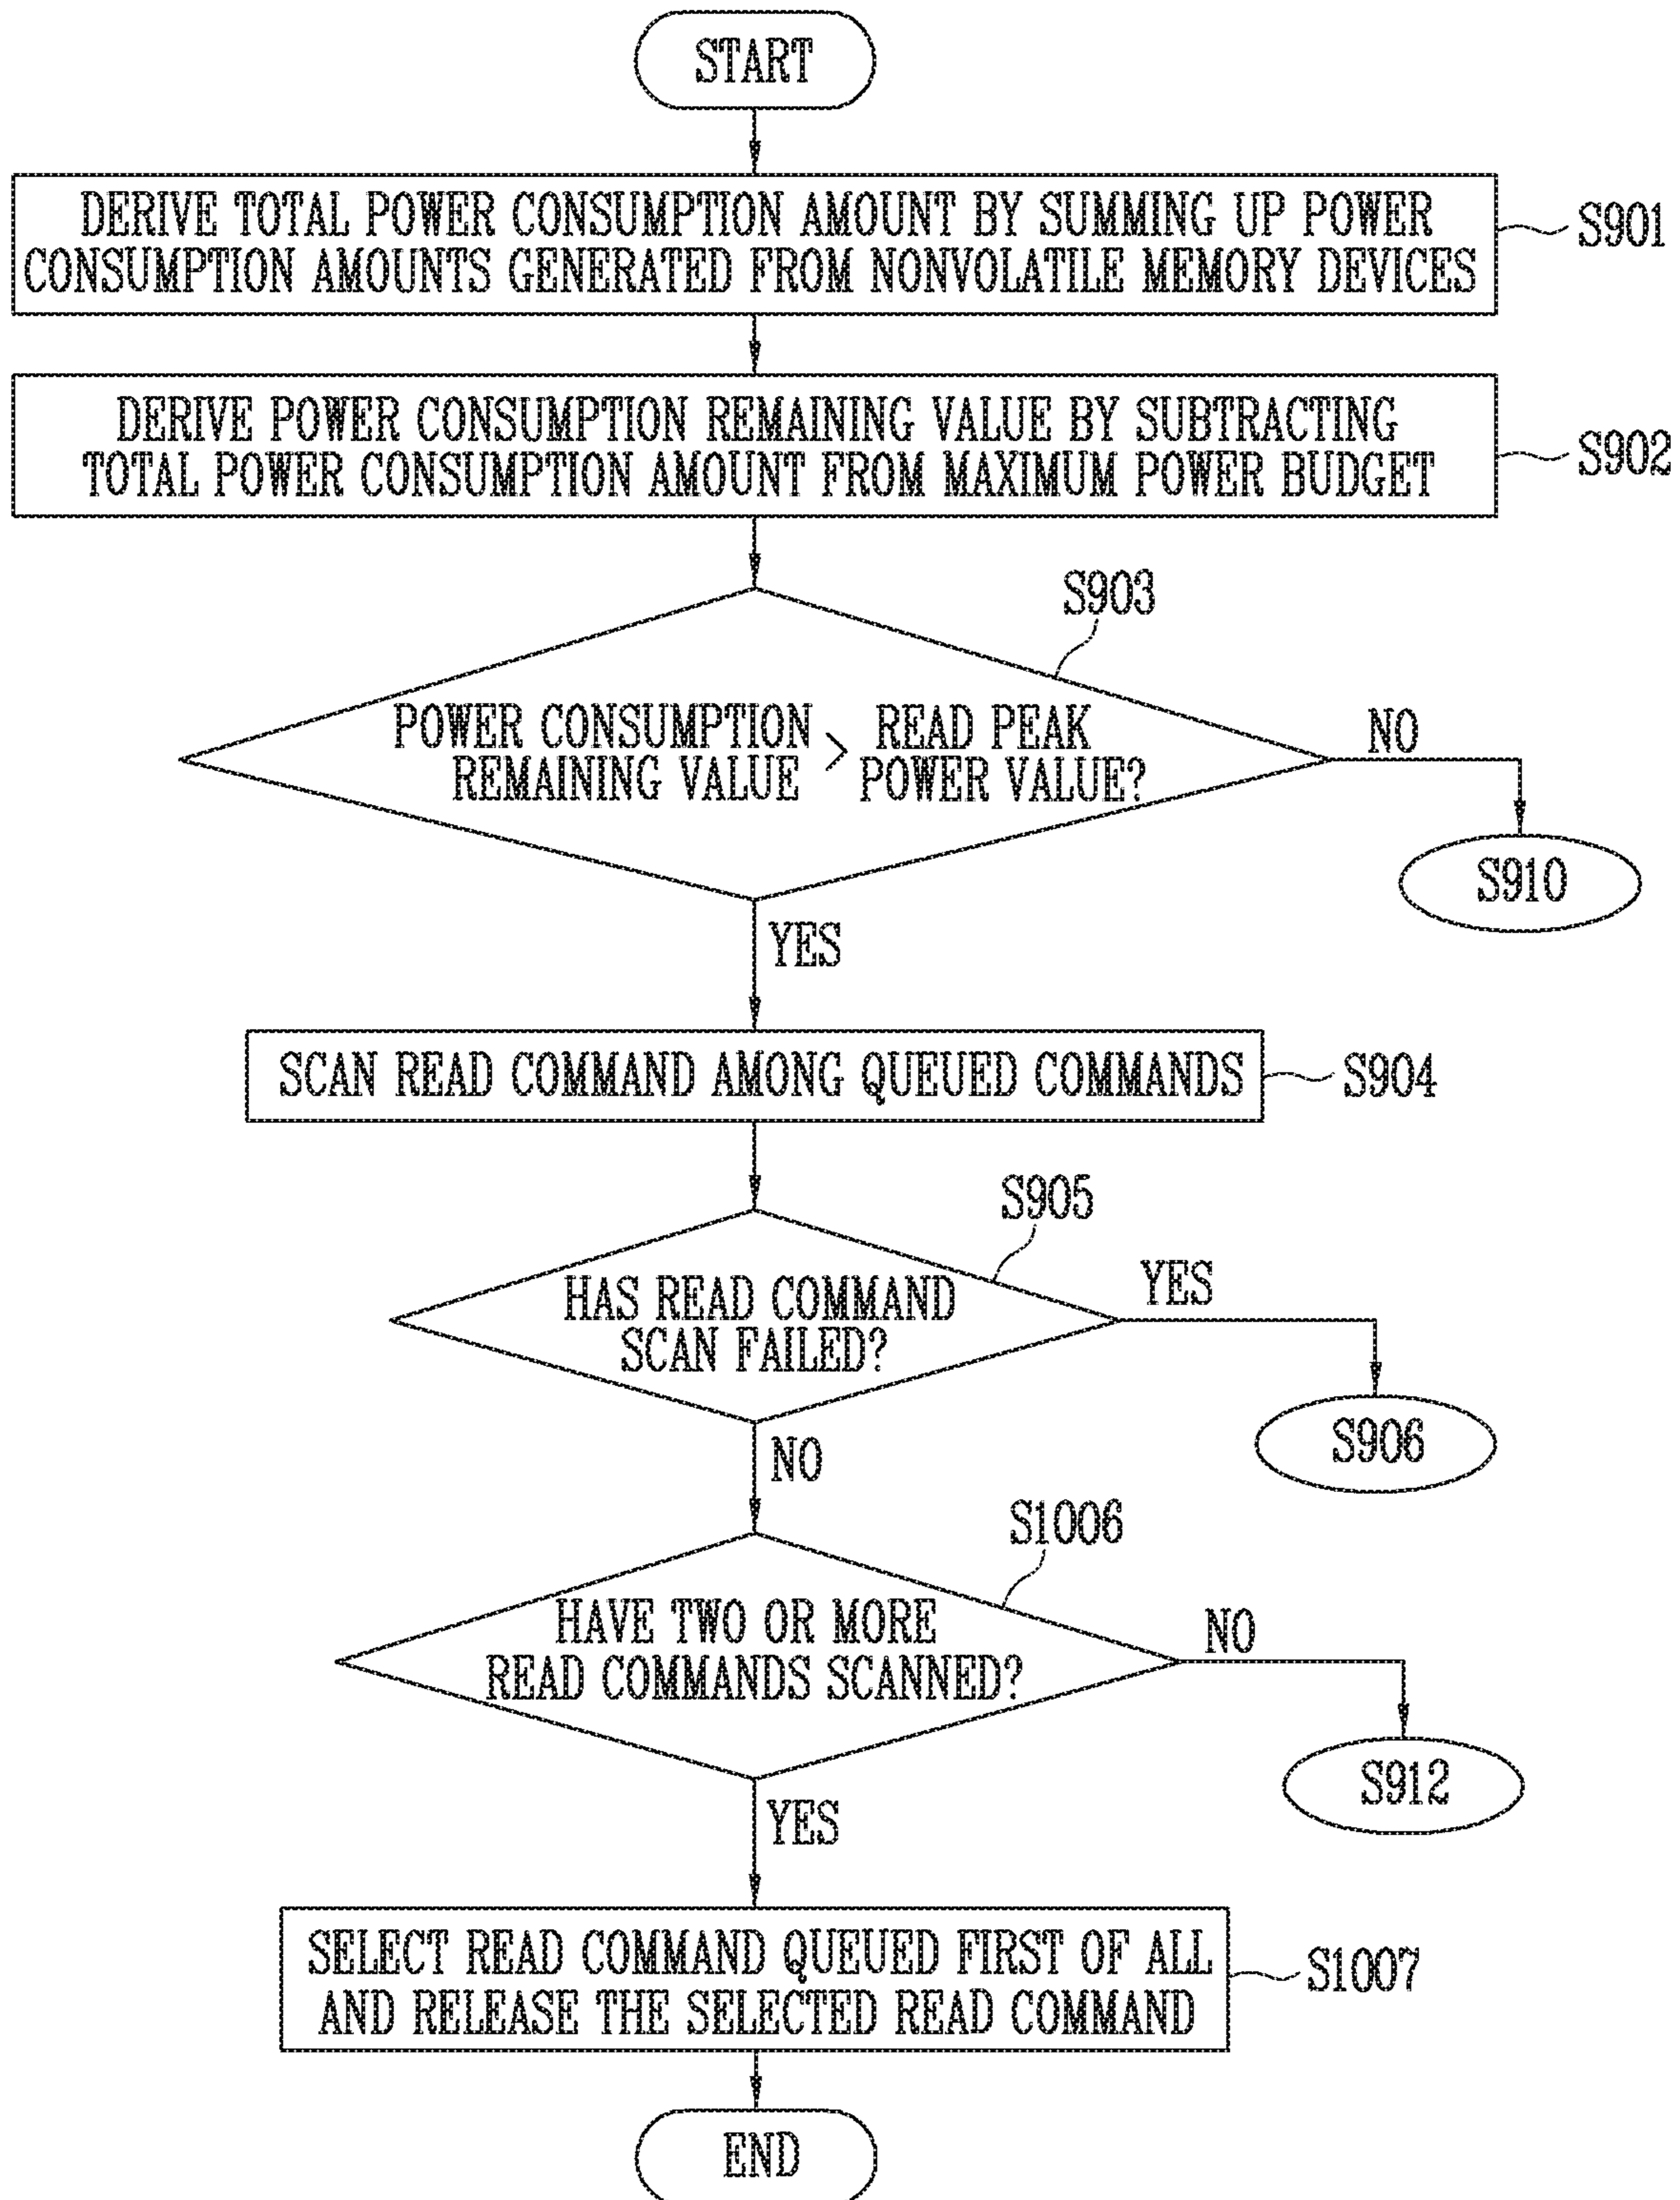 START
DERIVE TOTAL POWER CONSUMPTION AMOUNT BY SUMMING UP POWER
CONSUMPTION AMOUNTS GENERATED FROM NONVOLATILE MEMORY DEVICES
S901
DERIVE POWER CONSUMPTION REMAINING VALUE BY SUBTRACTING
TOTAL POWER CONSUMPTION AMOUNT FROM MAXIMUM POWER BUDGET
S902
S903
POWER CONSUMPTION > READ PEAK
REMAINING VALUE POWER VALUE?
NO
S910
YES
SCAN READ COMMAND AMONG QUEUED COMMANDS
S904
S905
HAS READ COMMAND
SCAN FAILED?
YES
S906
NO
S1006
HAVE TWO OR MORE
READ COMMANDS SCANNED?
NO
S912
YES
SELECT READ COMMAND QUEUED FIRST OF ALL
AND RELEASE THE SELECTED READ COMMAND
S1007
END